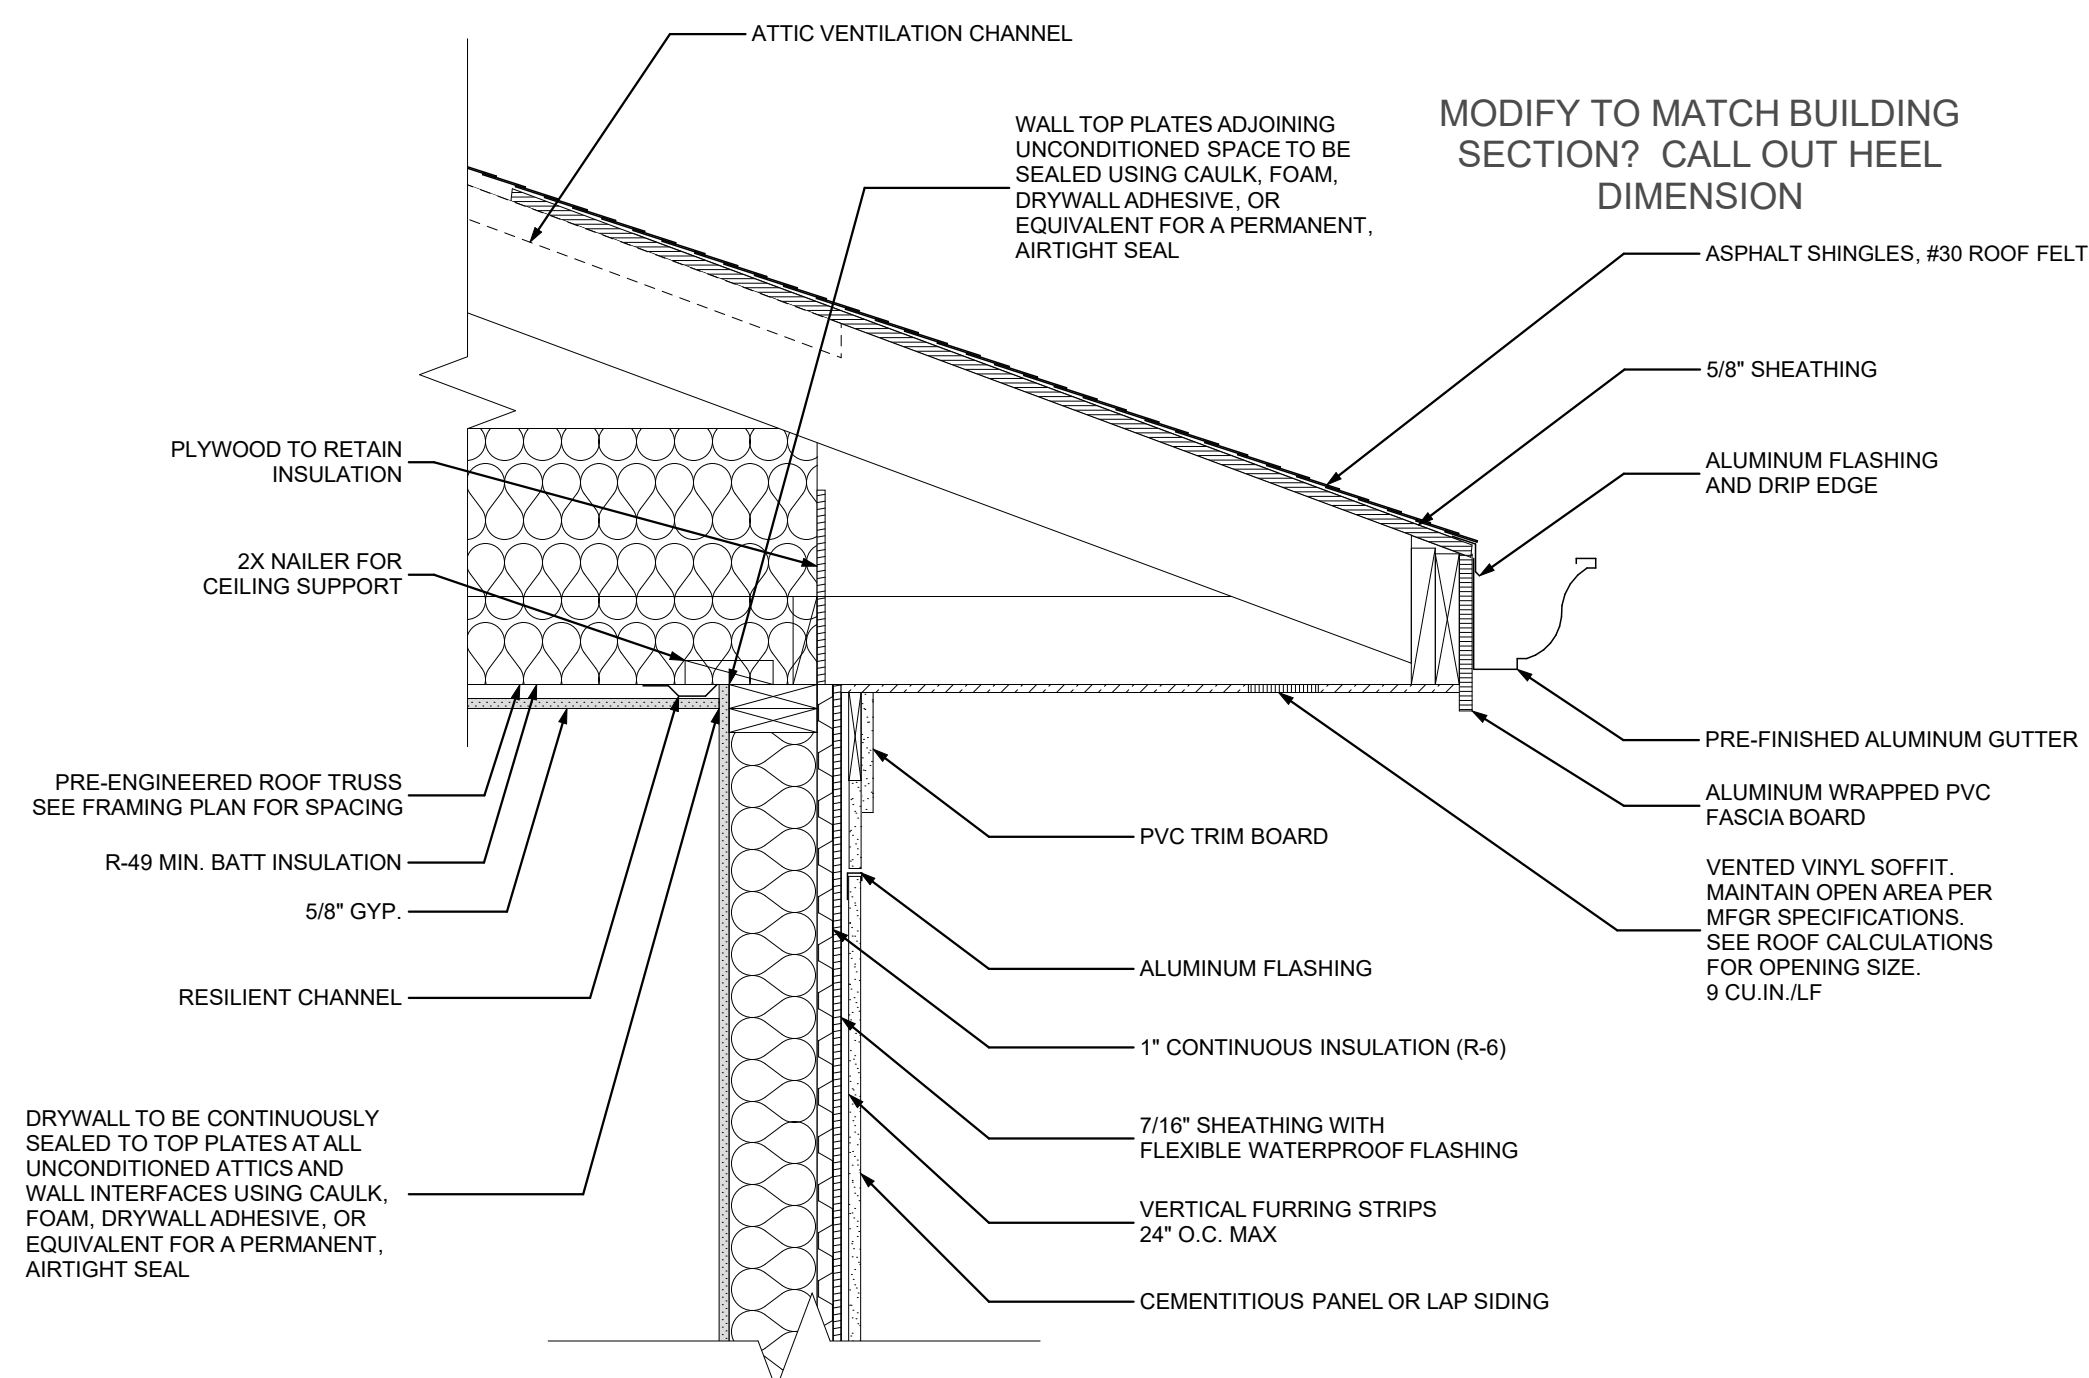 ATTIC VENTILATION CHANNEL
WALL TOP PLATES ADJOINING
UNCONDITIONED SPACE TO BE
SEALED USING CAULK, FOAM,
DRYWALL ADHESIVE, OR
EQUIVALENT FOR A PERMANENT,
AIRTIGHT SEAL
MODIFY TO MATCH BUILDING
SECTION? CALL OUT HEEL
DIMENSION
ASPHALT SHINGLES, #30 ROOF FELT
5/8" SHEATHING
ALUMINUM FLASHING
AND DRIP EDGE
PRE-FINISHED ALUMINUM GUTTER
ALUMINUM WRAPPED PVC
FASCIA BOARD
VENTED VINYL SOFFIT.
MAINTAIN OPEN AREA PER
MFGR SPECIFICATIONS.
SEE ROOF CALCULATIONS
FOR OPENING SIZE.
9 CU.IN./LF
PLYWOOD TO RETAIN
INSULATION
2X NAILER FOR
CEILING SUPPORT
PRE-ENGINEERED ROOF TRUSS
SEE FRAMING PLAN FOR SPACING
R-49 MIN. BATT INSULATION
5/8" GYP.
RESILIENT CHANNEL
DRYWALL TO BE CONTINUOUSLY
SEALED TO TOP PLATES AT ALL
UNCONDITIONED ATTICS AND
WALL INTERFACES USING CAULK,
FOAM, DRYWALL ADHESIVE, OR
EQUIVALENT FOR A PERMANENT,
AIRTIGHT SEAL
PVC TRIM BOARD
ALUMINUM FLASHING
1" CONTINUOUS INSULATION (R-6)
7/16" SHEATHING WITH
FLEXIBLE WATERPROOF FLASHING
VERTICAL FURRING STRIPS
24" O.C. MAX
CEMENTITIOUS PANEL OR LAP SIDING